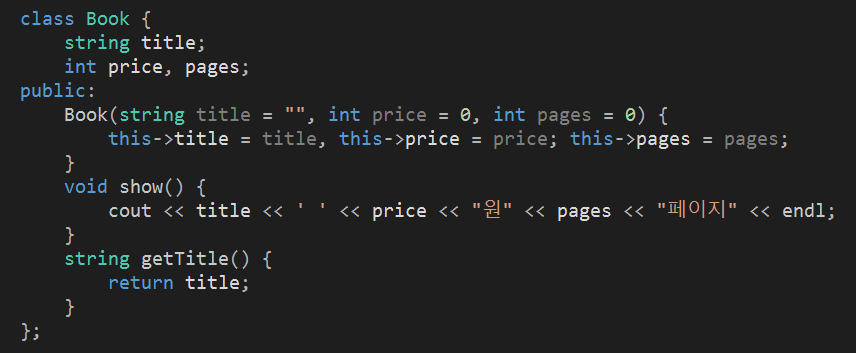 class Book {
    string title;
    int price, pages;
public:
    Book(string title = "", int price = 0, int pages = 0) {
        this->title = title, this->price = price; this->pages = pages;
    }
    void show() {
        cout << title << ' ' << price << "원" << pages << "페이지" << endl;
    }
    string getTitle() {
        return title;
    }
};